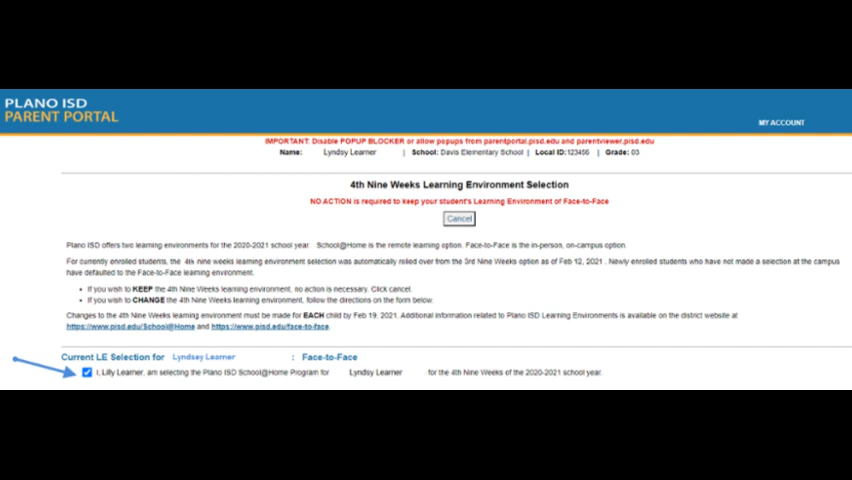 PLANO ISD
PARENT PORTAL
MY ACCOUNT
IMPORTANT: Disable POPUP BLOCKER or allow popups from parentportal.pisd.edu and parentviewer.pisd.edu
Name: Lyndsy Learner | School: Davis Elementary School | Local ID:123456 | Grade: 03
4th Nine Weeks Learning Environment Selection
NO ACTION is required to keep your student's Learning Environment of Face-to-Face
Cancel
Plano ISD offers two learning environments for the 2020-2021 school year. School@Home is the remote learning option. Face-to-Face is the in-person, on-campus option.
For currently enrolled students, the 4th nine weeks learning environment selection was automatically rolled over from the 3rd Nine Weeks option as of Feb 12, 2021 . Newly enrolled students who have not made a selection at the campus
have defaulted to the Face-to-Face learning environment.
• If you wish to KEEP the 4th Nine Weeks learning environment, no action is necessary. Click cancel.
• If you wish to CHANGE the 4th Nine Weeks learning environment, follow the directions on the form below.
Changes to the 4th Nine Weeks learning environment must be made for EACH child by Feb 19, 2021. Additional information related to Plano ISD Learning Environments is available on the district website at
https://www.pisd.edu/School@Home and https://www.pisd.edu/face-to-face.
Current LE Selection for Lyndsey Learner : Face-to-Face
I, Lilly Learner, am selecting the Plano ISD School@Home Program for Lyndsy Learner for the 4th Nine Weeks of the 2020-2021 school year.